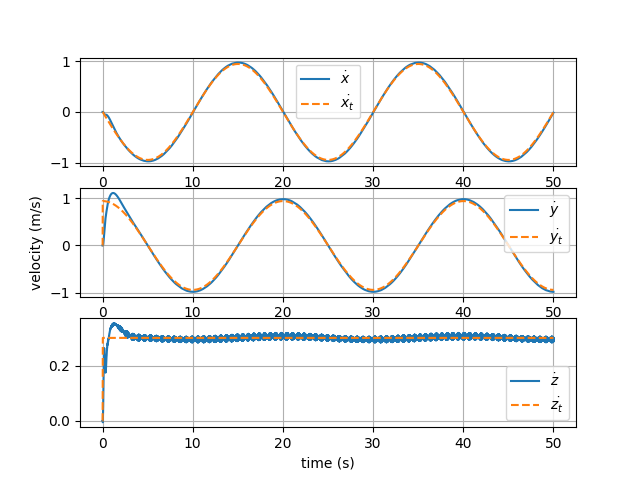 1
0
−1
ẋ
ẋₜ
0 10 20 30 40 50
velocity (m/s)
1
0
−1
ẏ
ẏₜ
0 10 20 30 40 50
0.2
0.0
ż
żₜ
0 10 20 30 40 50
time (s)